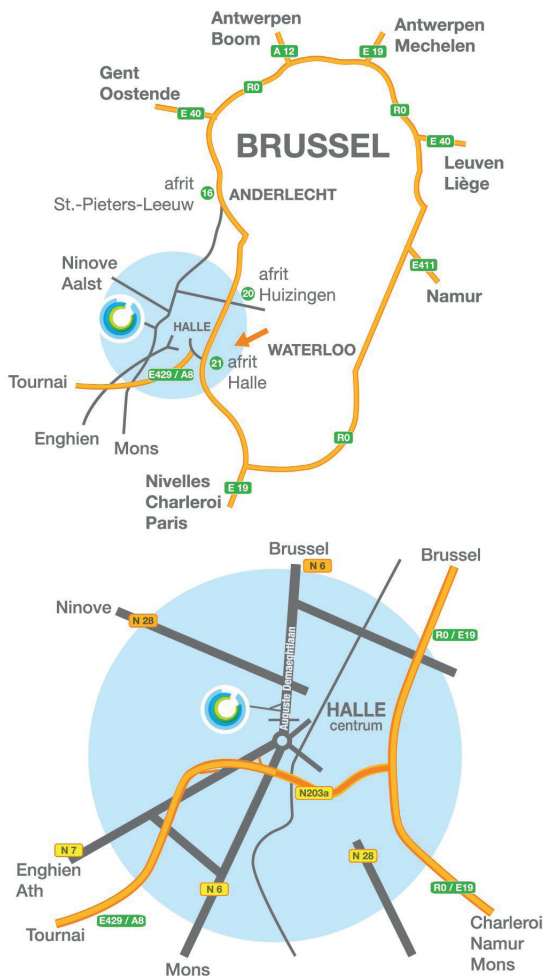 Antwerpen
Boom
Antwerpen
Mechelen
A 12
E 19
Gent
Oostende
R0
R0
E 40
BRUSSEL
E 40
Leuven
Liège
afrit
St.-Pieters-Leeuw
16
ANDERLECHT
E411
Namur
Ninove
Aalst
20
afrit
Huizingen
HALLE
WATERLOO
21
afrit
Halle
Tournai
E429 / A8
Enghien
Mons
R0
Nivelles
Charleroi
Paris
E 19
Brussel
Brussel
N 6
Ninove
N 28
R0 / E19
Auguste Demaeghtlaan
HALLE
centrum
N203a
N 7
Enghien
Ath
N 28
N 6
R0 / E19
E429 / A8
Tournai
Mons
Charleroi
Namur
Mons